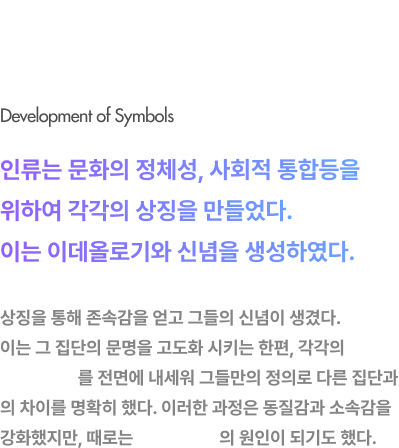 Development of Symbols
인류는 문화의 정체성, 사회적 통합등을
위하여 각각의 상징을 만들었다.
이는 이데올로기와 신념을 생성하였다.
상징을 통해 존속감을 얻고 그들의 신념이 생겼다.
이는 그 집단의 문명을 고도화 시키는 한편, 각각의
를 전면에 내세워 그들만의 정의로 다른 집단과
의 차이를 명확히 했다. 이러한 과정은 동질감과 소속감을
강화했지만, 때로는 의 원인이 되기도 했다.